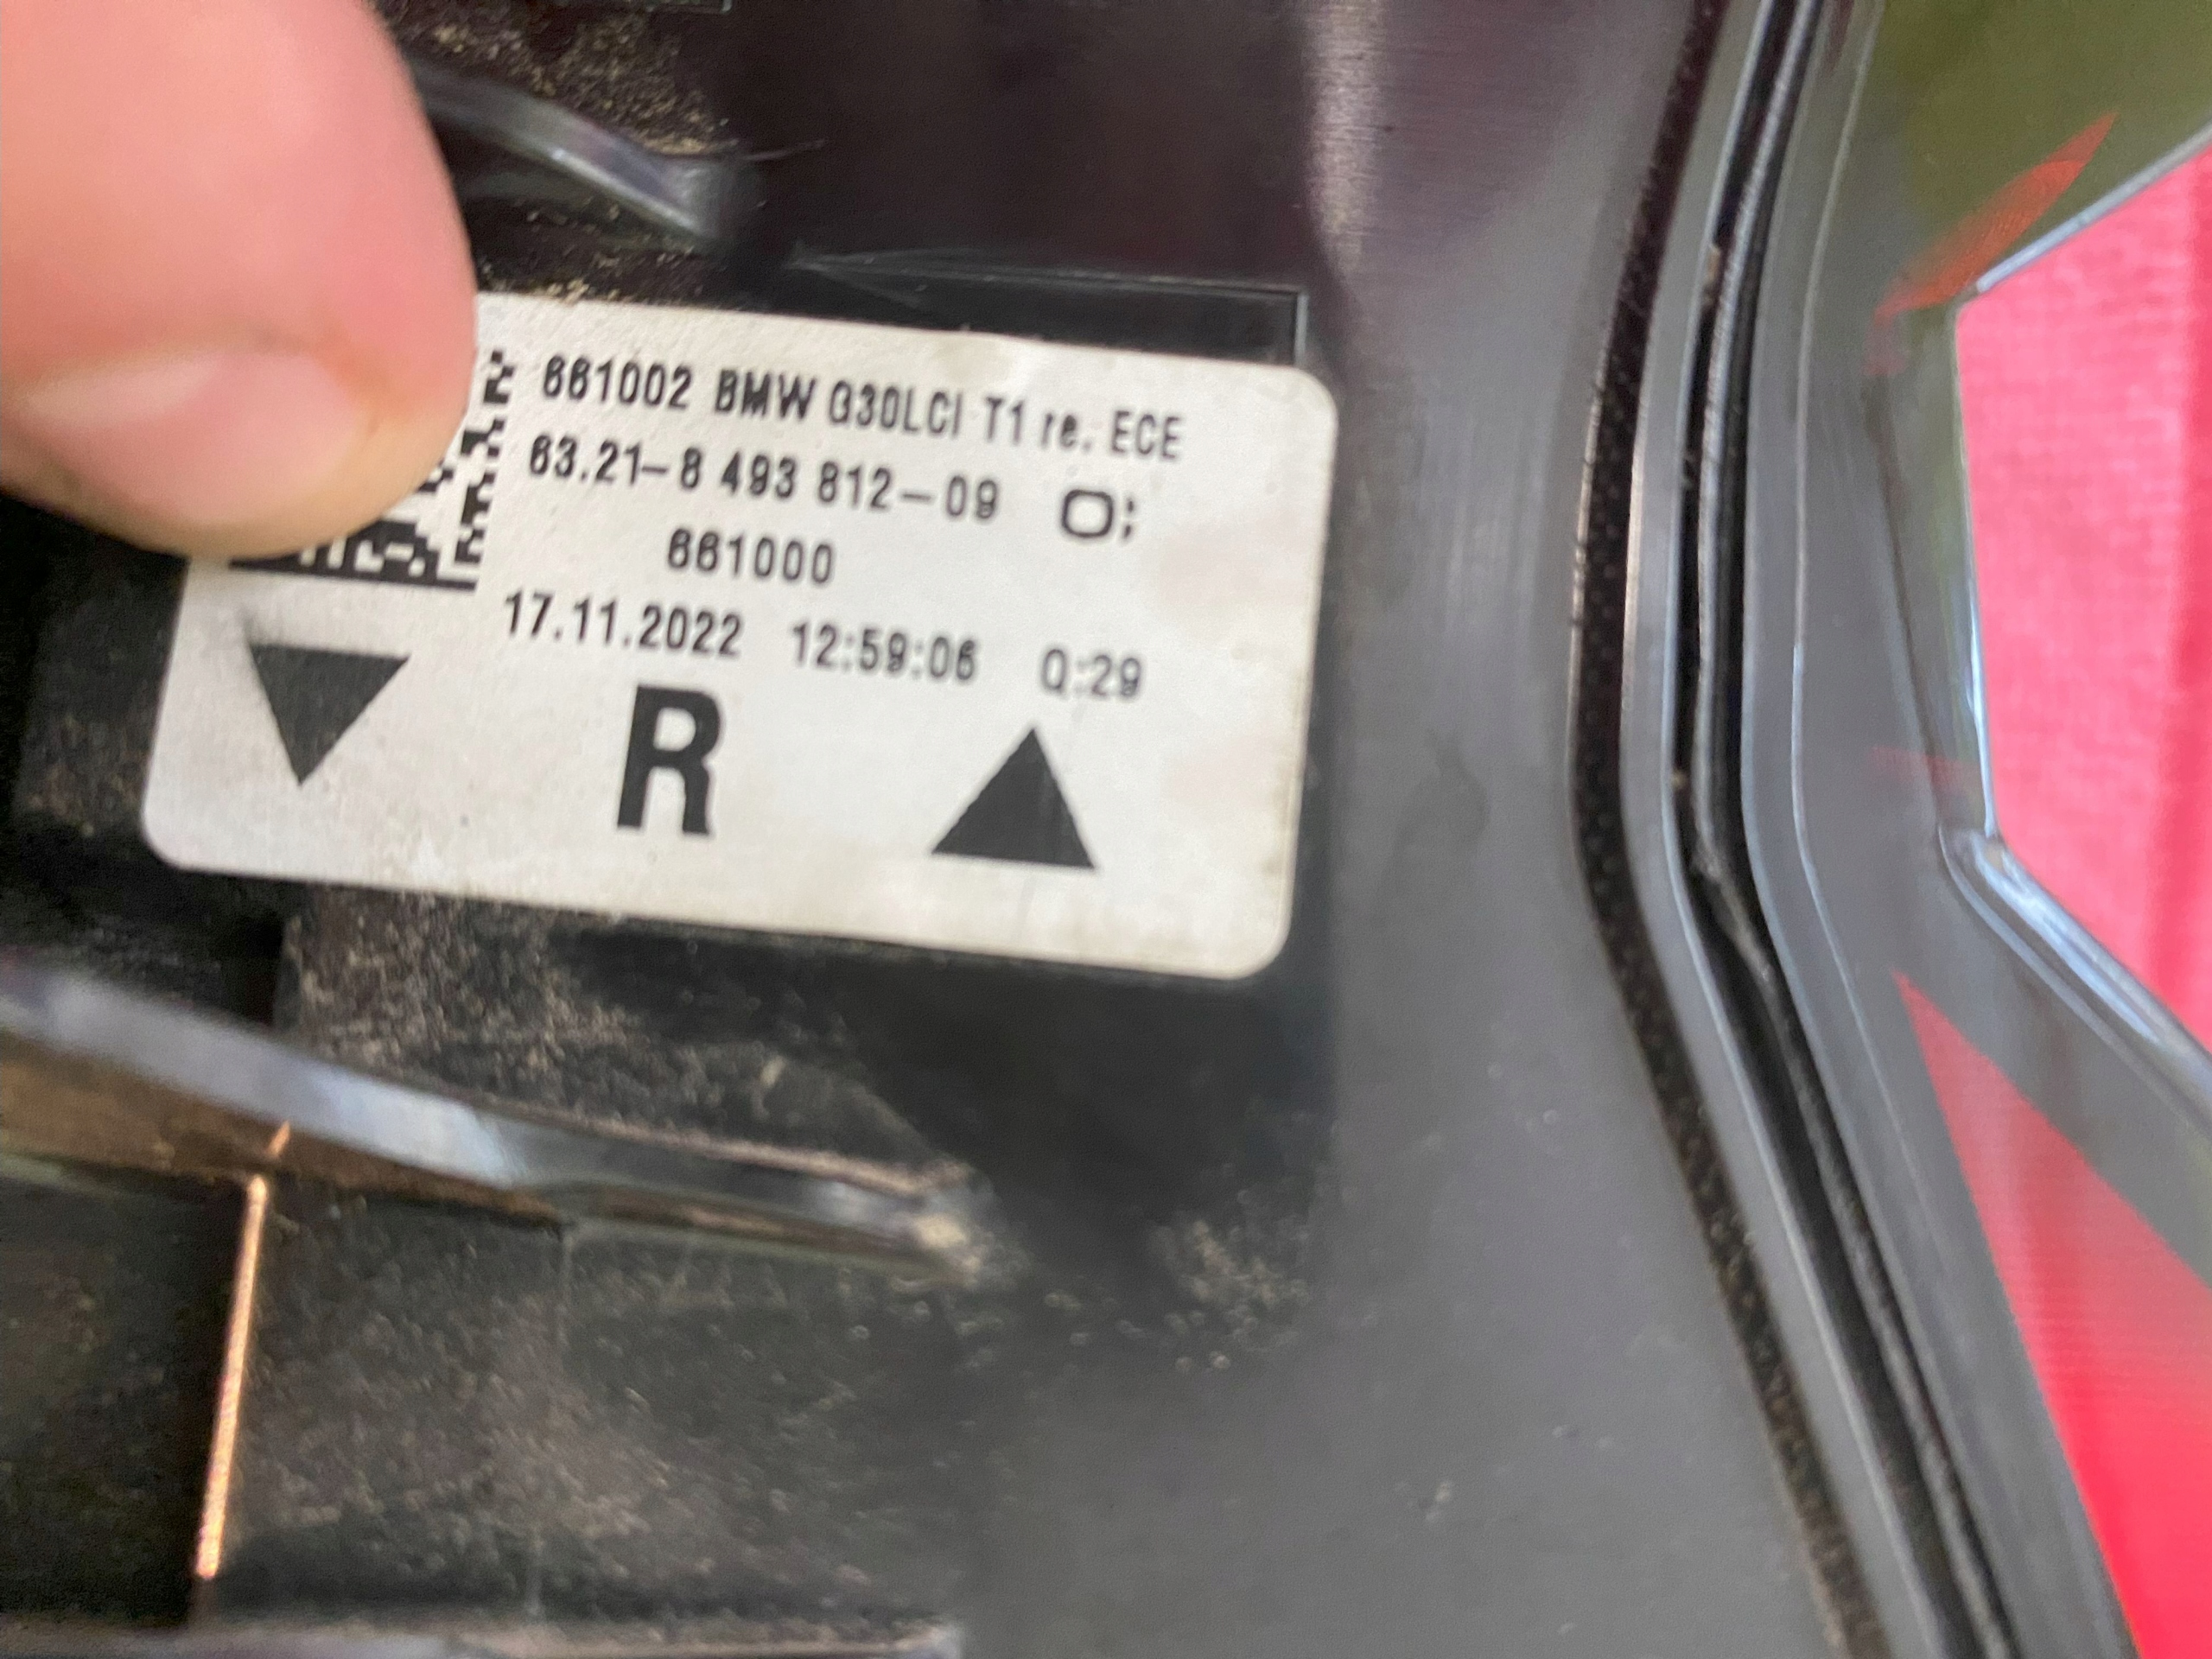 661002 BMW G30LCI T1 re. ECE
63.21-8 493 812-09 O;
661000
17.11.2022 12:59:06 Q:29
R